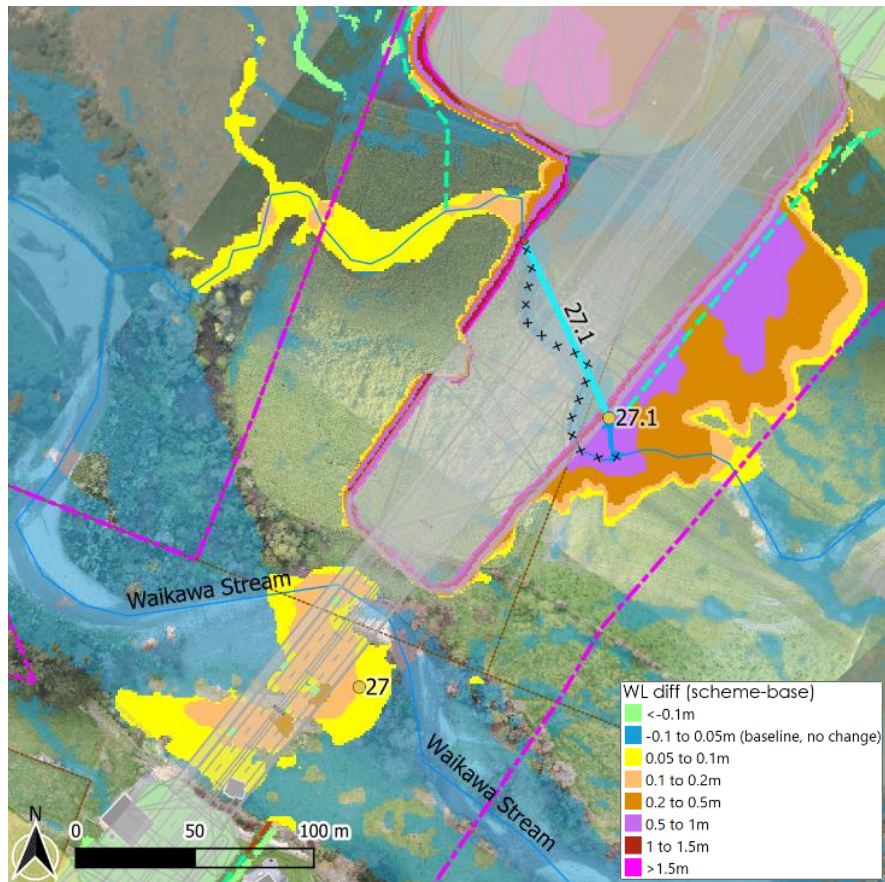 27.1
27.1
Waikawa Stream
27
Waikawa Stream
WL diff (scheme-base)
<-0.1m
-0.1 to 0.05m (baseline, no change)
0.05 to 0.1m
0.1 to 0.2m
0.2 to 0.5m
0.5 to 1m
1 to 1.5m
>1.5m
N
0 50 100 m